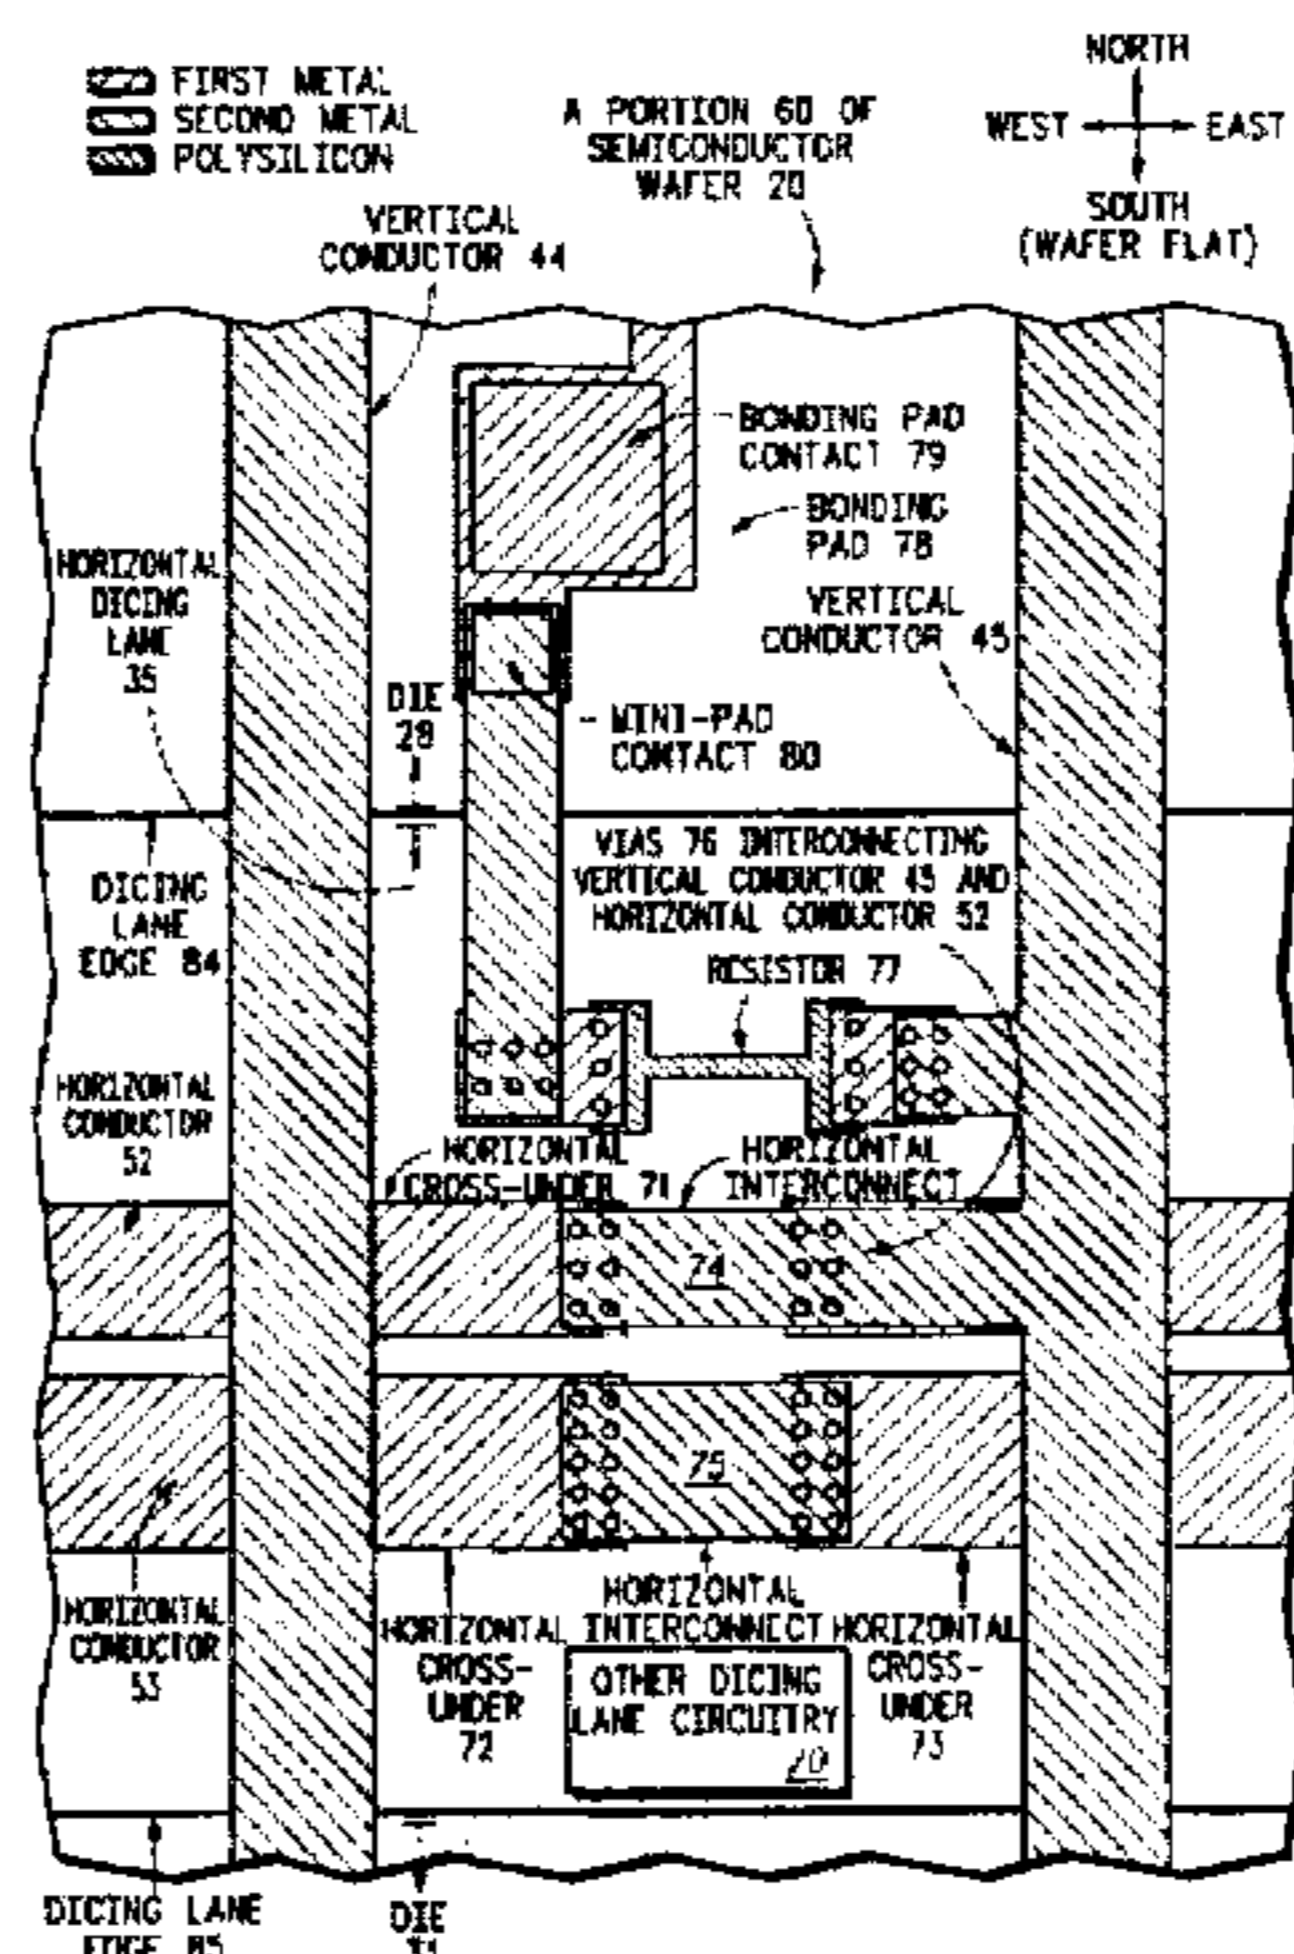 FIRST METAL
SECOND METAL
POLYSILICON
A PORTION 60 OF
SEMICONDUCTOR
WAFER 20
NORTH
WEST
EAST
SOUTH
(WAFER FLAT)
VERTICAL
CONDUCTOR 44
BONDING PAD
CONTACT 79
BONDING
PAD 78
VERTICAL
CONDUCTOR 45
HORIZONTAL
DICING
LANE
35
DIE
28
MINI-PAD
CONTACT 80
DICING
LANE
EDGE 84
VIAS 76 INTERCONNECTING
VERTICAL CONDUCTOR 45 AND
HORIZONTAL CONDUCTOR 52
RESISTOR 77
HORIZONTAL
CONDUCTOR
52
HORIZONTAL
CROSS-UNDER 71
HORIZONTAL
INTERCONNECT
74
75
HORIZONTAL
CONDUCTOR
53
HORIZONTAL
CROSS-
UNDER
72
HORIZONTAL
INTERCONNECT
HORIZONTAL
CROSS-
UNDER
73
OTHER DICING
LANE CIRCUITRY
70
DICING LANE
EDGE 85
DIE